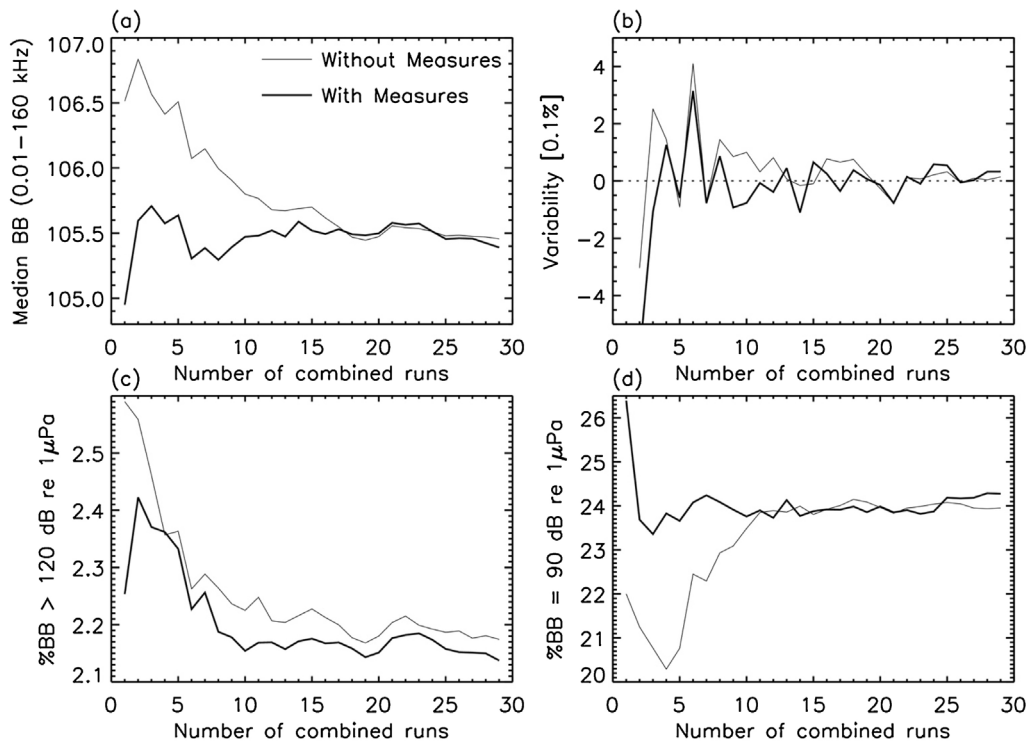 (a)
Median BB (0.01−160 kHz)
107.0
106.5
106.0
105.5
105.0
Without Measures
With Measures
0 5 10 15 20 25 30
Number of combined runs
(b)
Variability [0.1%]
4
2
0
−2
−4
0 5 10 15 20 25 30
Number of combined runs
(c)
%BB > 120 dB re 1μPa
2.5
2.4
2.3
2.2
2.1
0 5 10 15 20 25 30
Number of combined runs
(d)
%BB = 90 dB re 1μPa
26
25
24
23
22
21
20
0 5 10 15 20 25 30
Number of combined runs